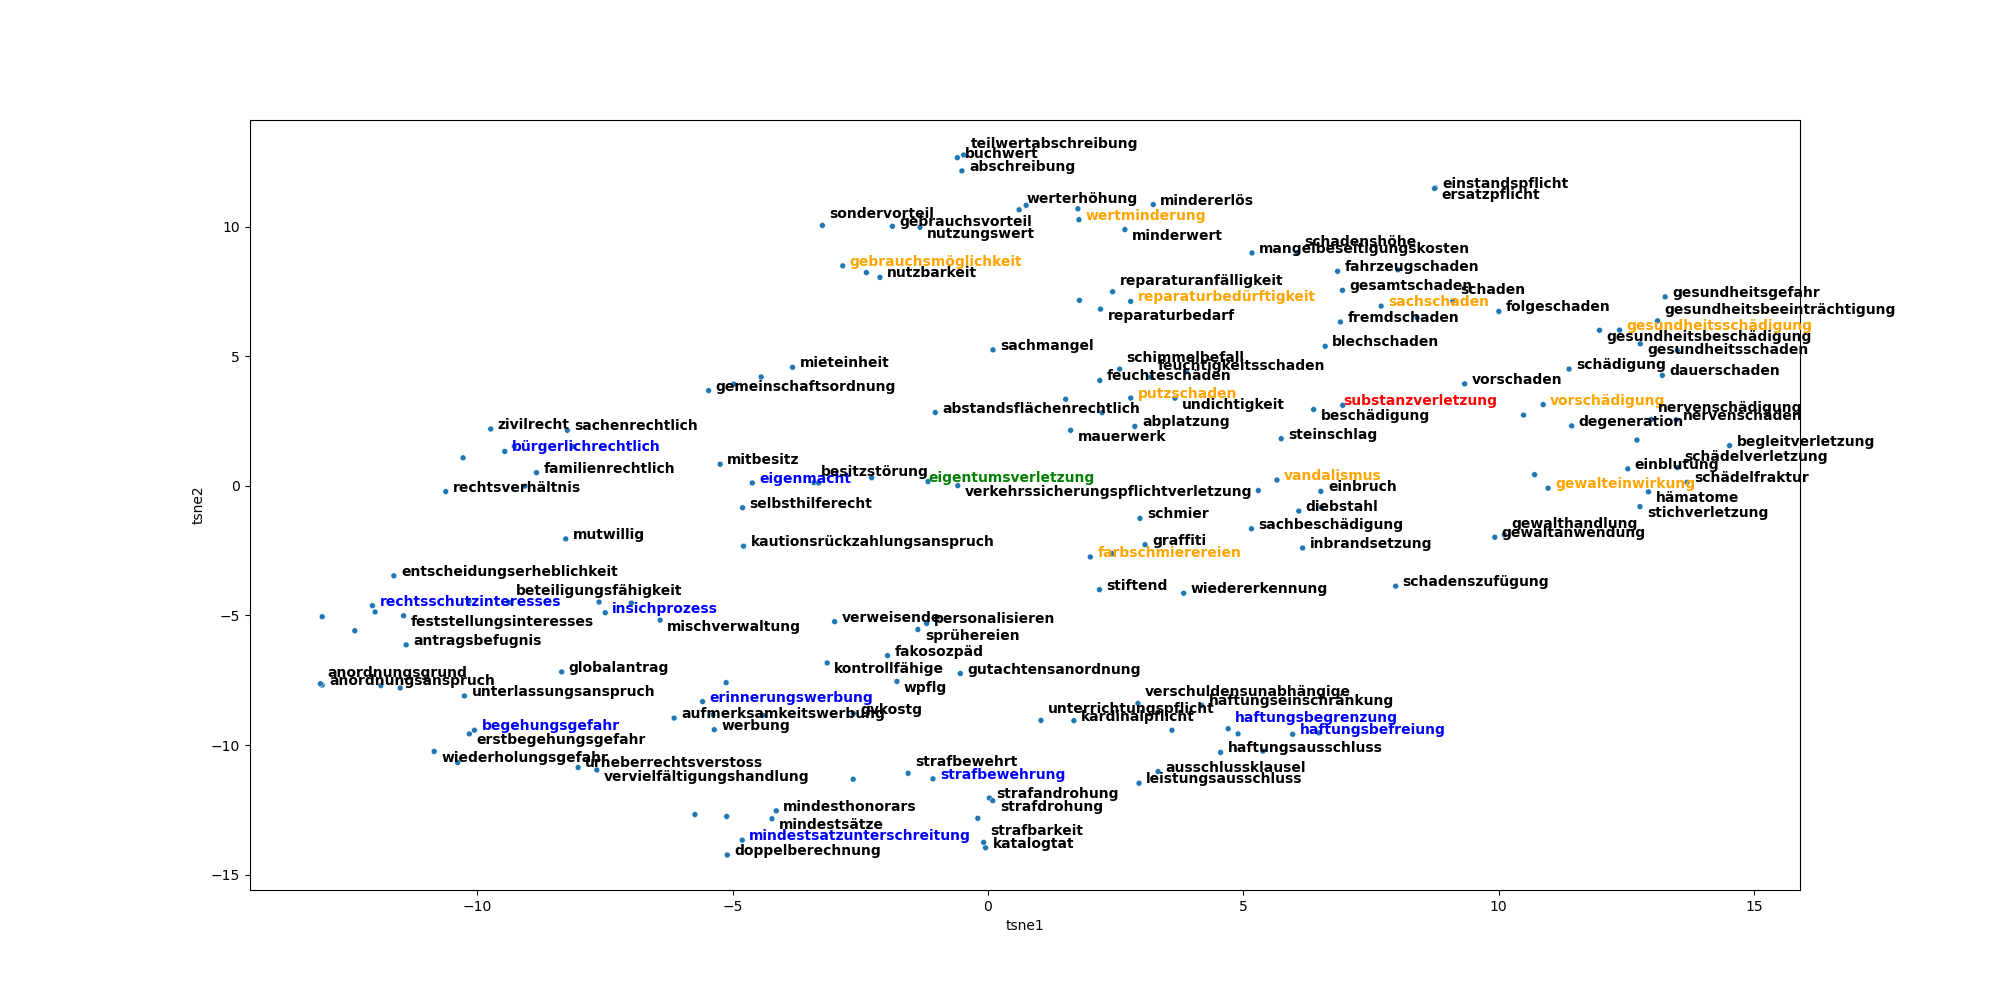 teilwertabschreibung
buchwert
abschreibung
einstandspflicht
ersatzpflicht
werterhöhung
mindererlös
sondervorteil
wertminderung
gebrauchsvorteil
10
nutzungswert
minderwert
schadenshöhe
mangelbeseitigungskosten
gebrauchsmöglichkeit
fahrzeugschaden
nutzbarkeit
reparaturanfälligkeit
gesamtschaden
schaden
gesundheitsgefahr
reparaturbedürftigkeit
sachschaden
folgeschaden
gesundheitsbeeinträchtigung
reparaturbedarf
fremdschaden
gesundheitsschädigung
gesundheitsbeschädigung
sachmangel
blechschaden
gesundheitsschaden
5
mieteinheit
schimmelbefall
feuchtigkeitsschaden
schädigung
dauerschaden
feuchteschäden
gemeinschaftsordnung
vorschaden
putzschaden
substanzverletzung
vorschädigung
undichtigkeit
abstandsflächenrechtlich
nervenschädigung
beschädigung
nervenschäden
zivilrecht
sachenrechtlich
abplatzung
degeneration
mauerwerk
steinschlag
begleitverletzung
bürgerlichrechtlich
mitbesitz
schädelverletzung
familienrechtlich
besitzstörung
einblutung
eigenmacht
eigentumsverletzung
vandalismus
schädelfraktur
0
rechtsverhältnis
verkehrssicherungspflichtverletzung
einbruch
gewalteinwirkung
hämatome
selbsthilferecht
diebstahl
stichverletzung
schmier
sachbeschädigung
gewalthandlung
gewaltanwendung
mutwillig
kautionsrückzahlungsanspruch
graffiti
inbrandsetzung
farbschmierereien
entscheidungserheblichkeit
schadenszufügung
beteiligungsfähigkeit
stiftend
wiedererkennung
rechtsschutzinteresses
insichprozess
−5
feststellungsinteresses
mischverwaltung
verweisende
personalisieren
sprühereien
antragsbefugnis
fakosozpäd
globalantrag
kontrollfähige
gutachtensanordnung
anordnungsgrund
anordnungsanspruch
unterlassungsanspruch
wpflg
verschuldensunabhängige
erinnerungswerbung
haftungseinschränkung
aufmerksamkeitswerbung
gvkostg
unterrichtungspflicht
kardinalpflicht
haftungsbegrenzung
begehungsgefahr
werbung
haftungsbefreiung
−10
erstbegehungsgefahr
haftungsausschluss
wiederholungsgefahr
urheberrechtsverstoss
strafbewehrt
ausschlussklausel
vervielfältigungshandlung
strafbewehrung
leistungsausschluss
strafandrohung
mindesthonorars
strafdrohung
mindestsätze
strafbarkeit
mindestsatzunterschreitung
katalogtat
doppelberechnung
−15
−10 −5 0 5 10 15
tsne1
tsne2